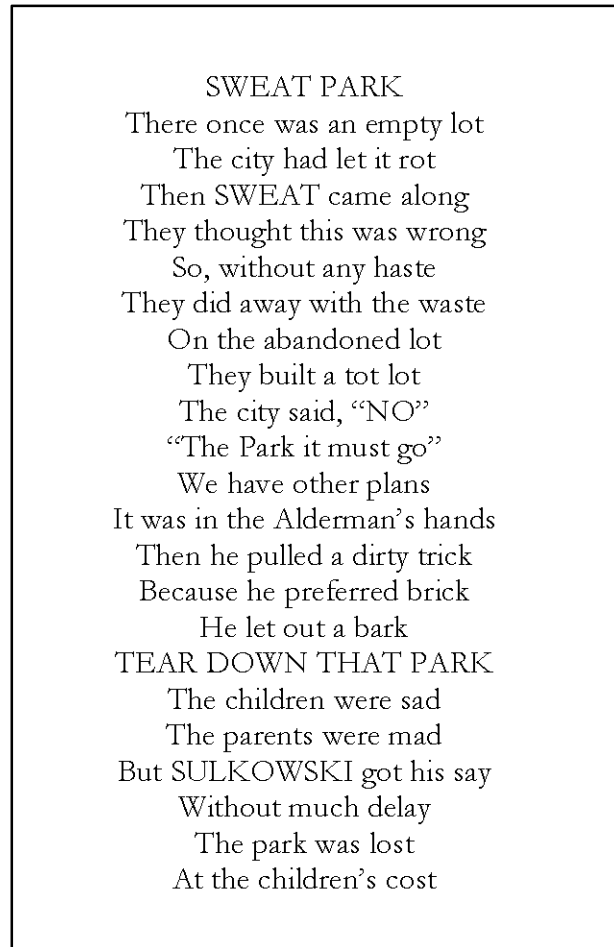 SWEAT PARK
There once was an empty lot
The city had let it rot
Then SWEAT came along
They thought this was wrong
So, without any haste
They did away with the waste
On the abandoned lot
They built a tot lot
The city said, “NO”
“The Park it must go”
We have other plans
It was in the Alderman’s hands
Then he pulled a dirty trick
Because he preferred brick
He let out a bark
TEAR DOWN THAT PARK
The children were sad
The parents were mad
But SULKOWSKI got his say
Without much delay
The park was lost
At the children’s cost